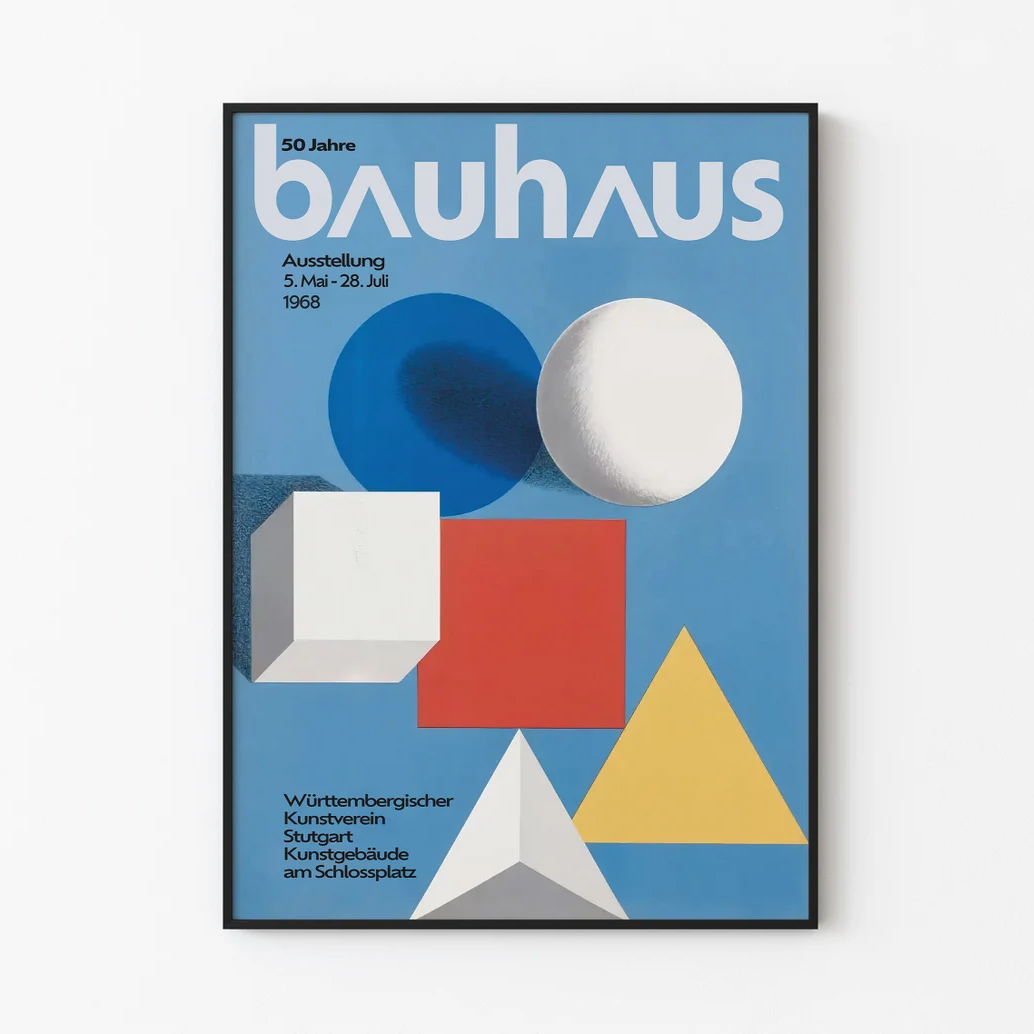 50 Jahre
bauhaus
Ausstellung
5. Mai - 28. Juli
1968
Württembergischer
Kunstverein
Stutgart
Kunstgebäude
am Schlossplatz